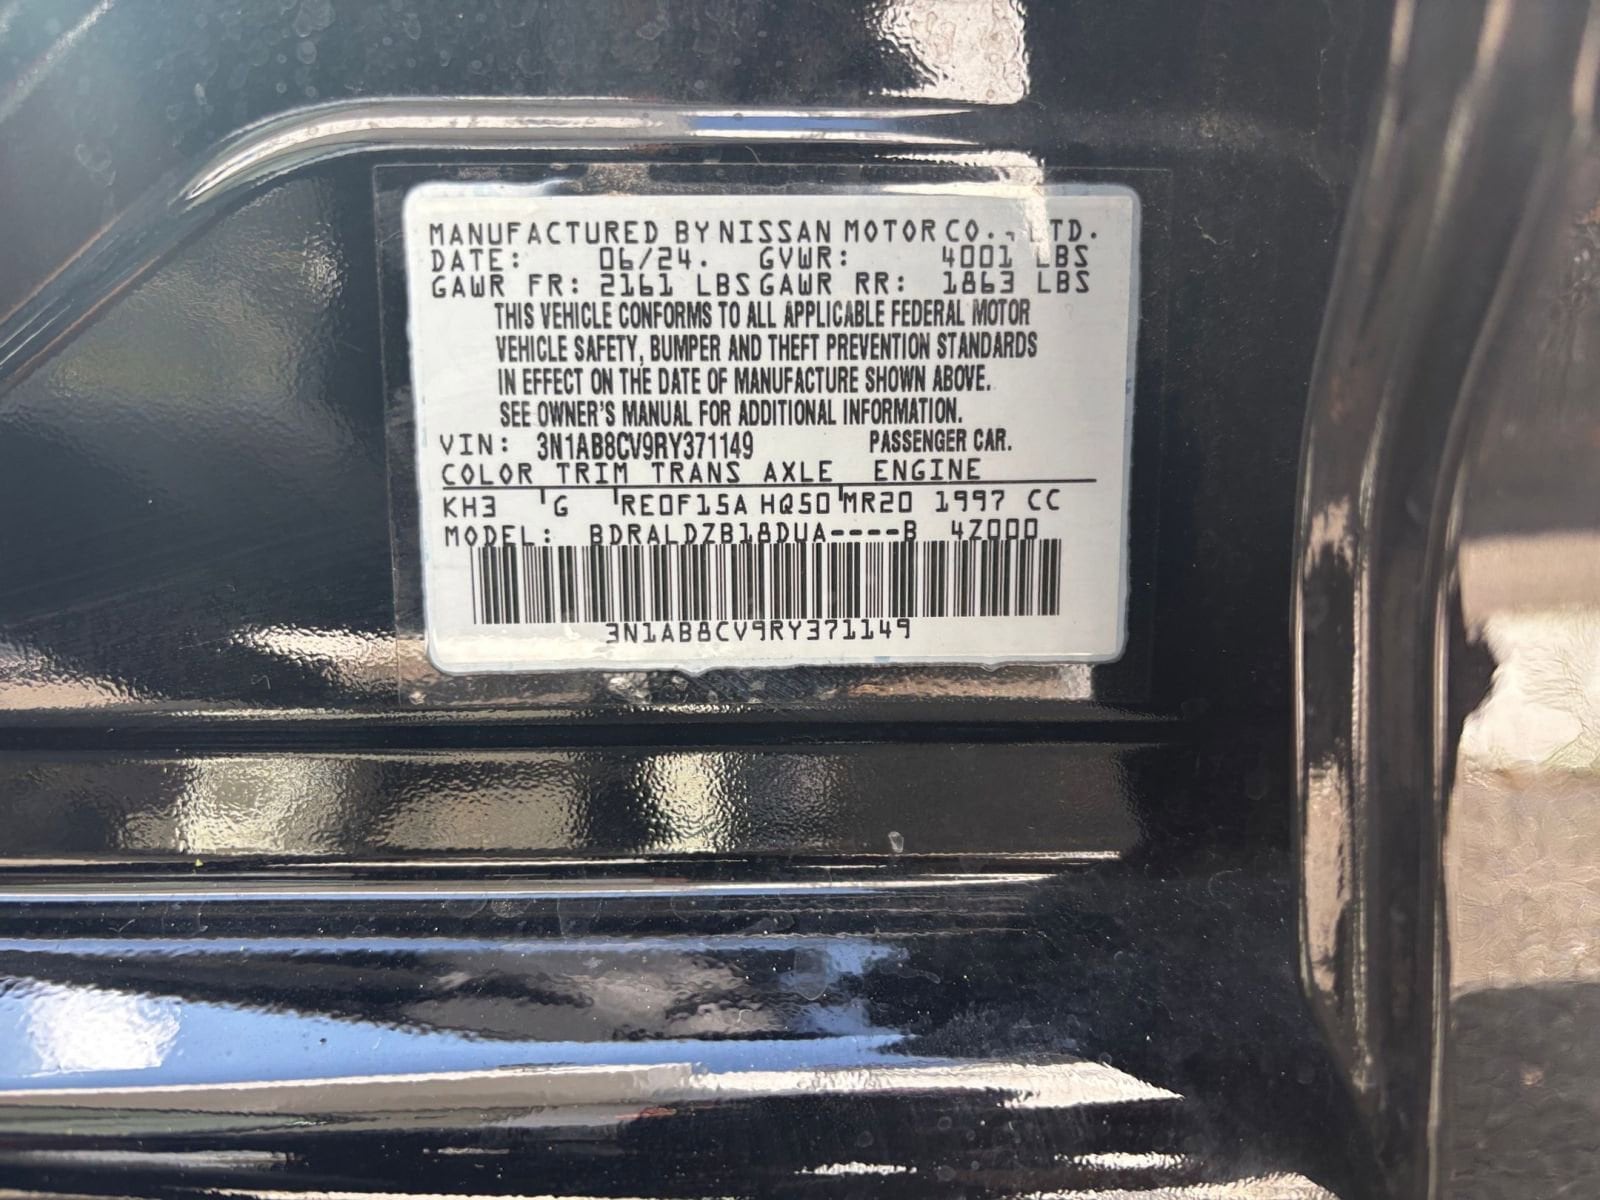 MANUFACTURED BY NISSAN MOTOR CO., LTD.
DATE: 06/24. GVWR: 4001 LBS
GAWR FR: 2161 LBS GAWR RR: 1863 LBS
THIS VEHICLE CONFORMS TO ALL APPLICABLE FEDERAL MOTOR
VEHICLE SAFETY, BUMPER AND THEFT PREVENTION STANDARDS
IN EFFECT ON THE DATE OF MANUFACTURE SHOWN ABOVE.
SEE OWNER'S MANUAL FOR ADDITIONAL INFORMATION.
VIN: 3N1AB8CV9RY371149 PASSENGER CAR.
COLOR TRIM TRANS AXLE ENGINE
KH3 G RE0F15A HQ50 MR20 1997 CC
MODEL: BDRALDZB18DUA----B 4Z000
3N1AB8CV9RY371149